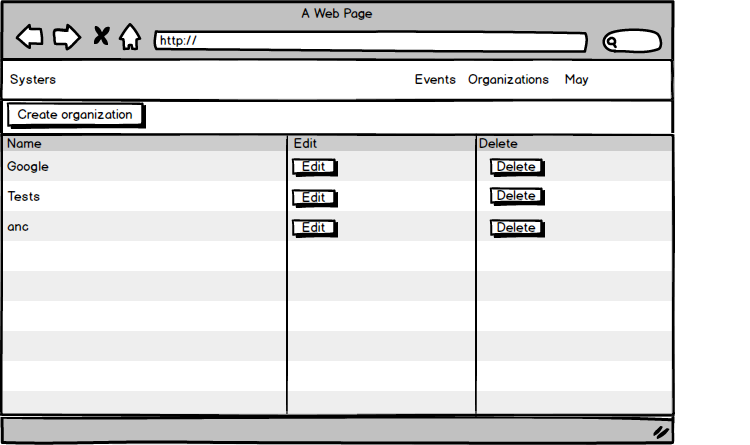 A Web Page
http://
Systers Events Organizations May
Create organization
Name Edit Delete
Google Edit Delete
Tests Edit Delete
anc Edit Delete